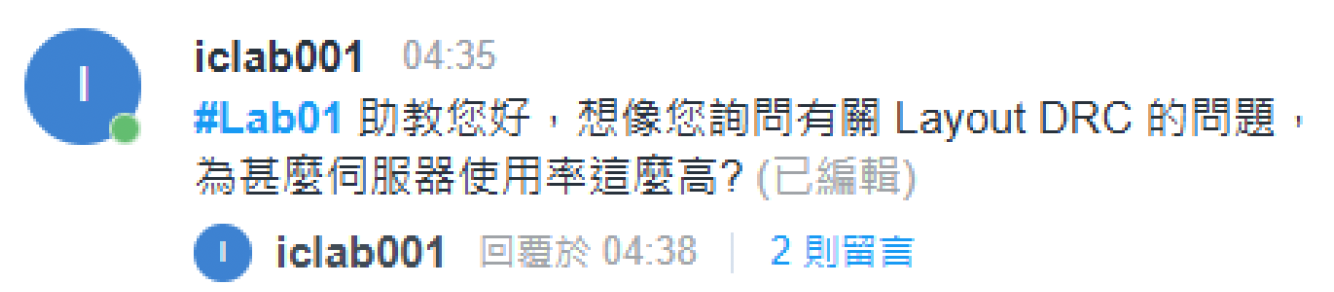 I iclab001 04:35
#Lab01 助教您好，想像您詢問有關 Layout DRC 的問題，
為甚麼伺服器使用率這麼高? (已編輯)
I iclab001 回覆於 04:38 2 則留言